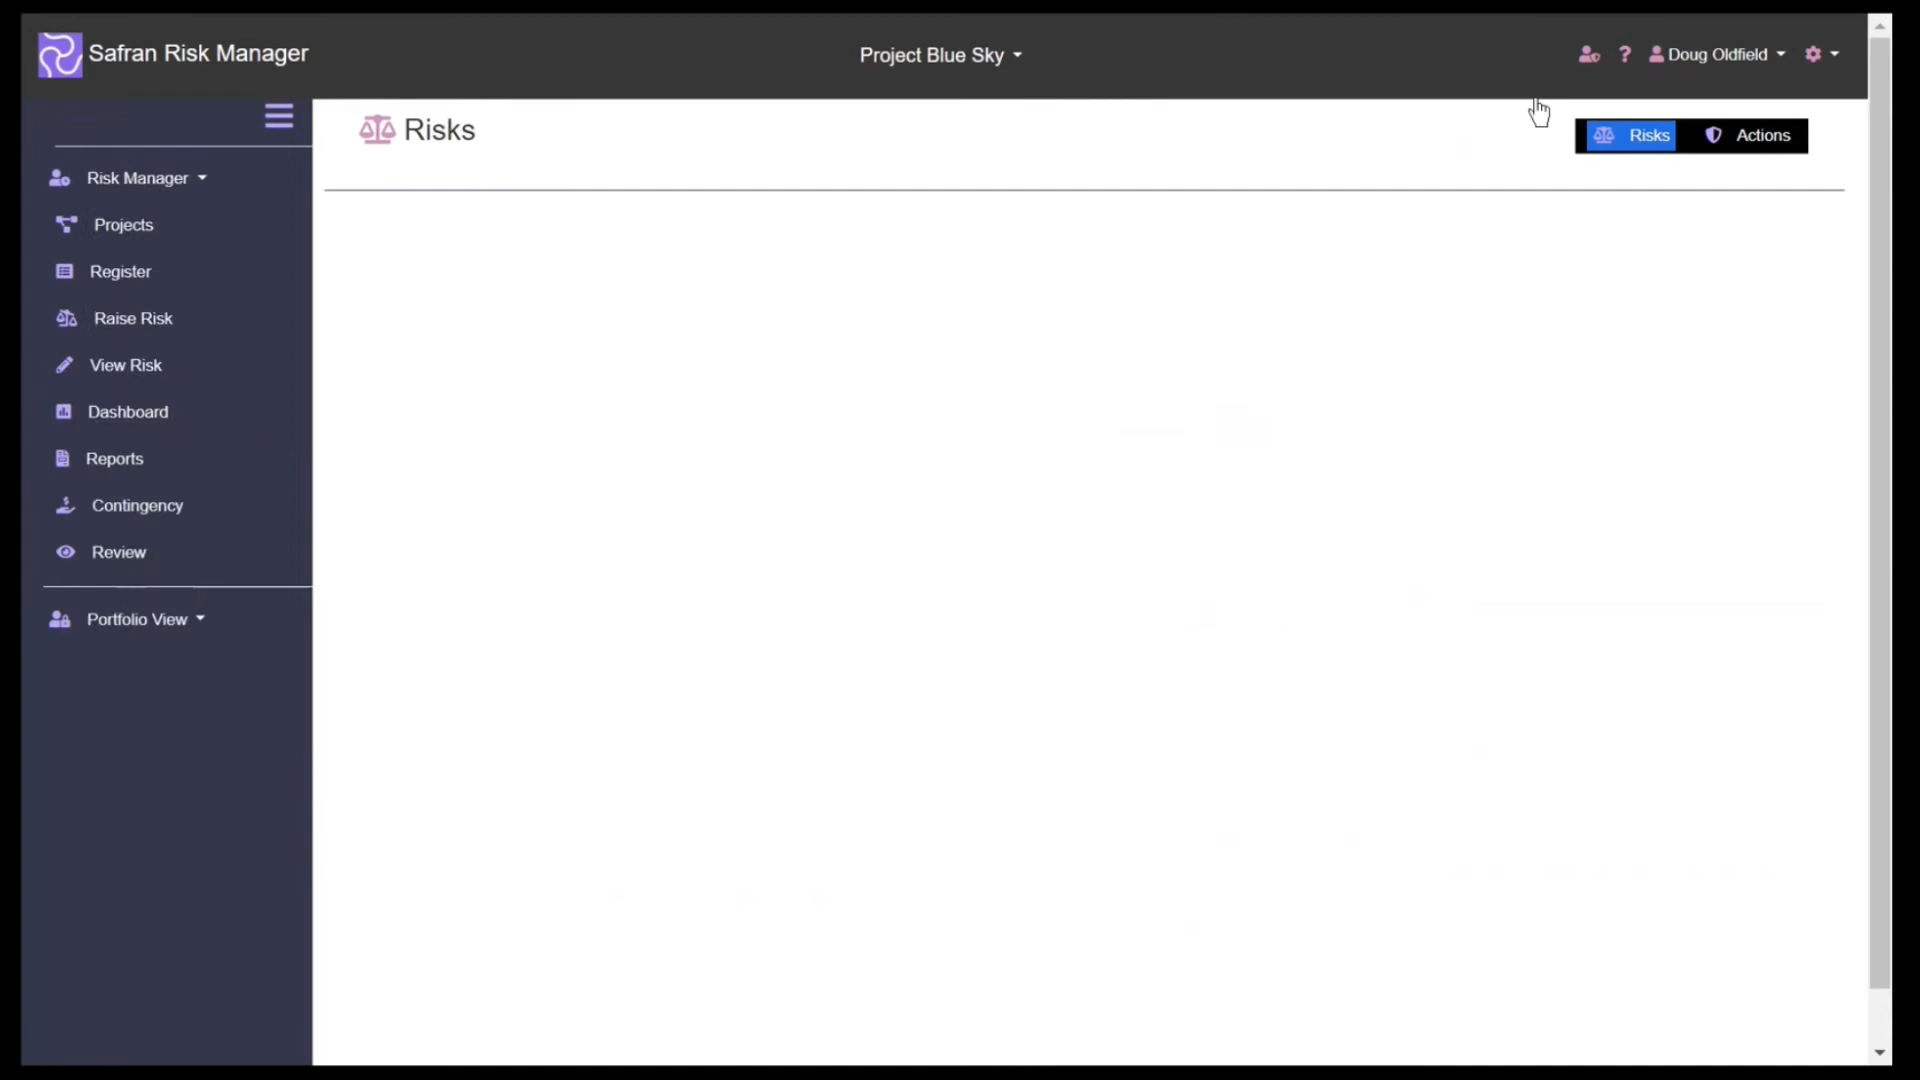 Safran Risk Manager
Project Blue Sky
? Doug Oldfield
Risks
Risks Actions
Risk Manager
Projects
Register
Raise Risk
View Risk
Dashboard
Reports
Contingency
Review
Portfolio View